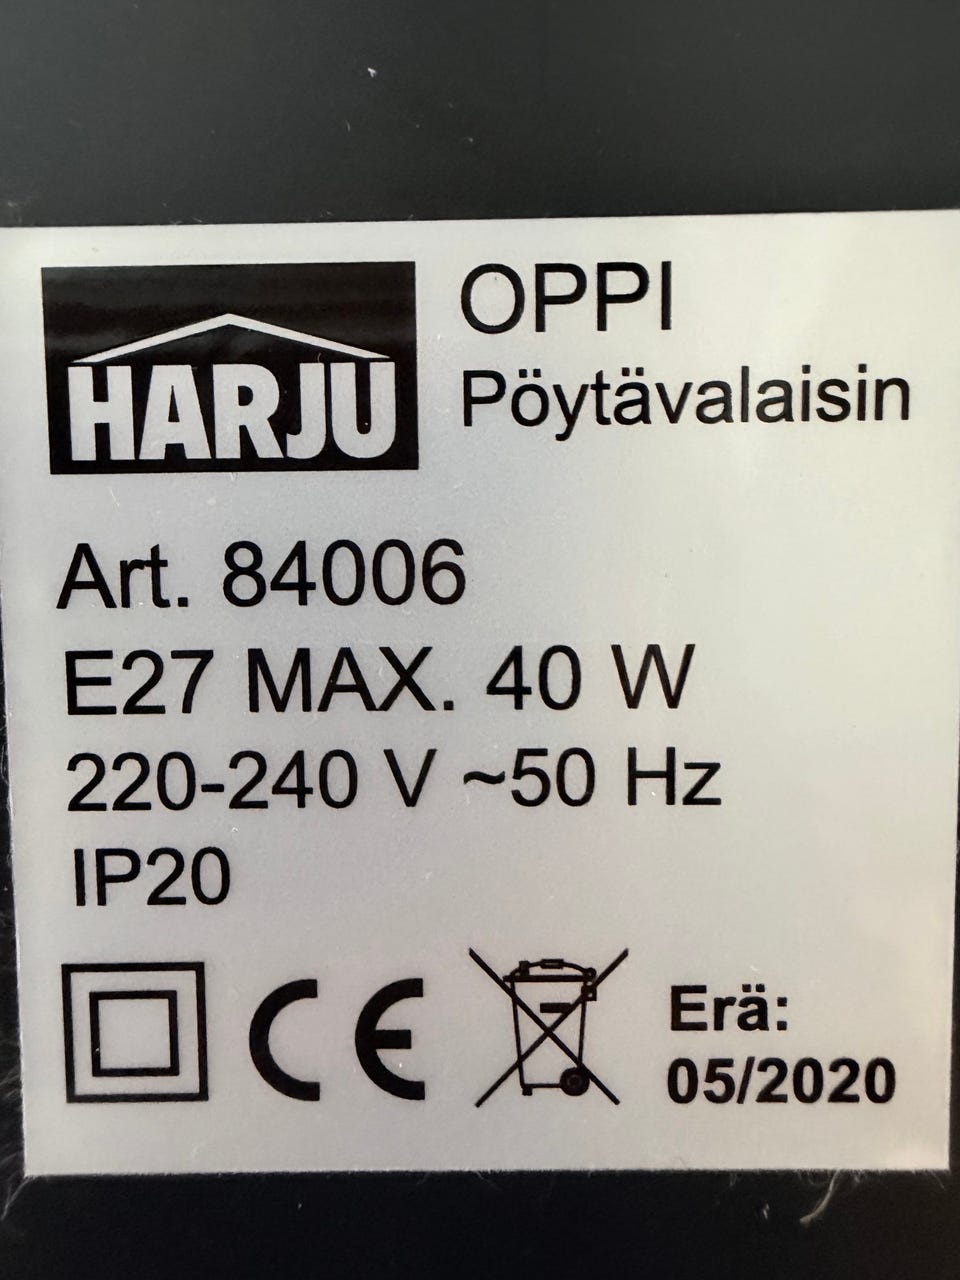 HARJU
OPPI
Pöytävalaisin
Art. 84006
E27 MAX. 40 W
220-240 V ~50 Hz
IP20
CE
Erä:
05/2020